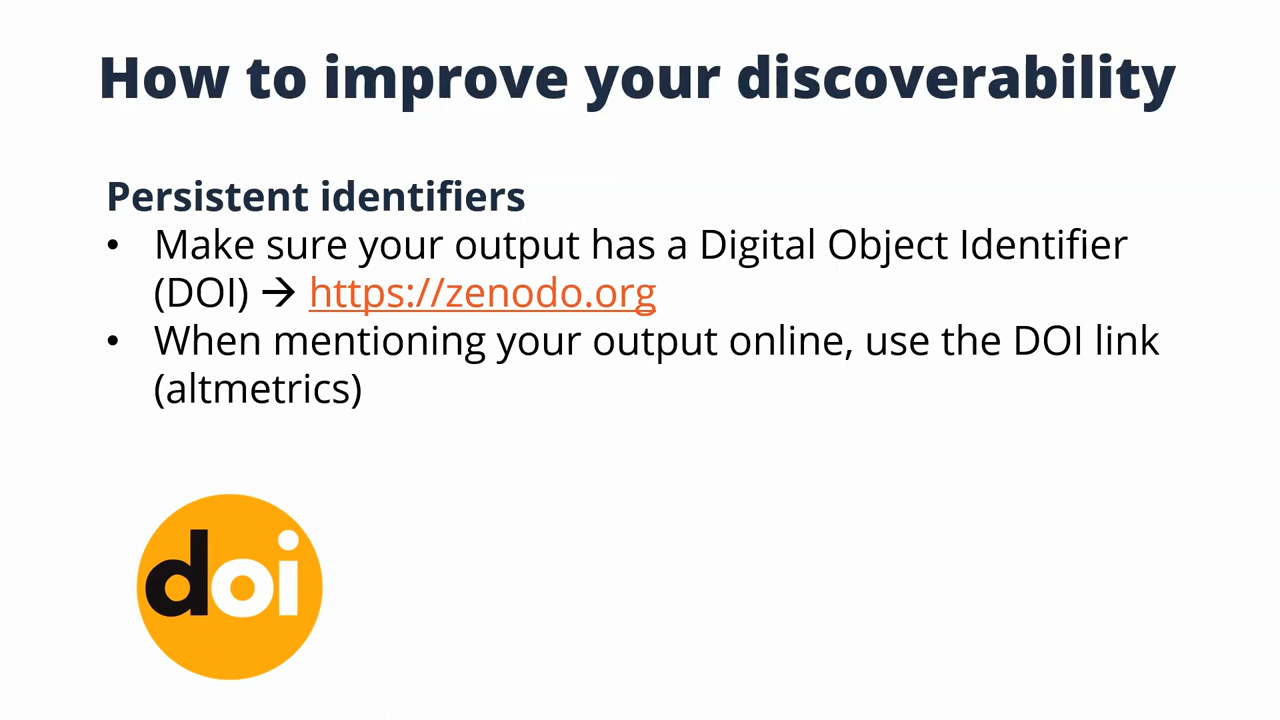 How to improve your discoverability
Persistent identifiers
• Make sure your output has a Digital Object Identifier
(DOI) → https://zenodo.org
• When mentioning your output online, use the DOI link
(altmetrics)
doi